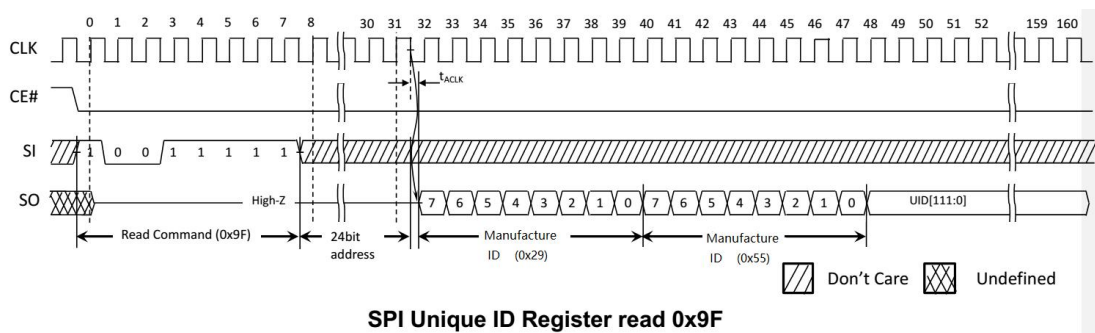 0 1 2 3 4 5 6 7 8 30 31 32 33 34 35 36 37 38 39 40 41 42 43 44 45 46 47 48 49 50 51 52 159 160
CLK
tACLK
CE#
SI 1 0 0 1 1 1 1 1
SO High-Z 7 6 5 4 3 2 1 0 7 6 5 4 3 2 1 0 UID[111:0]
Read Command (0x9F) 24bit Manufacture Manufacture
address ID (0x29) ID (0x55)
Don't Care Undefined
SPI Unique ID Register read 0x9F